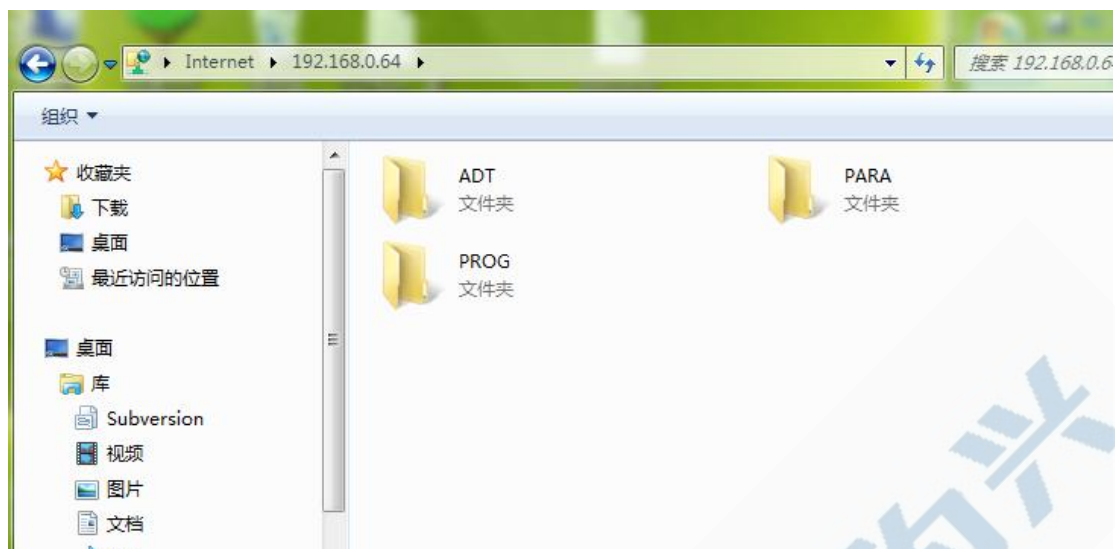 Internet 192.168.0.64
搜索 192.168.0.64
组织
收藏夹
下载
桌面
最近访问的位置
桌面
库
Subversion
视频
图片
文档
ADT
文件夹
PARA
文件夹
PROG
文件夹